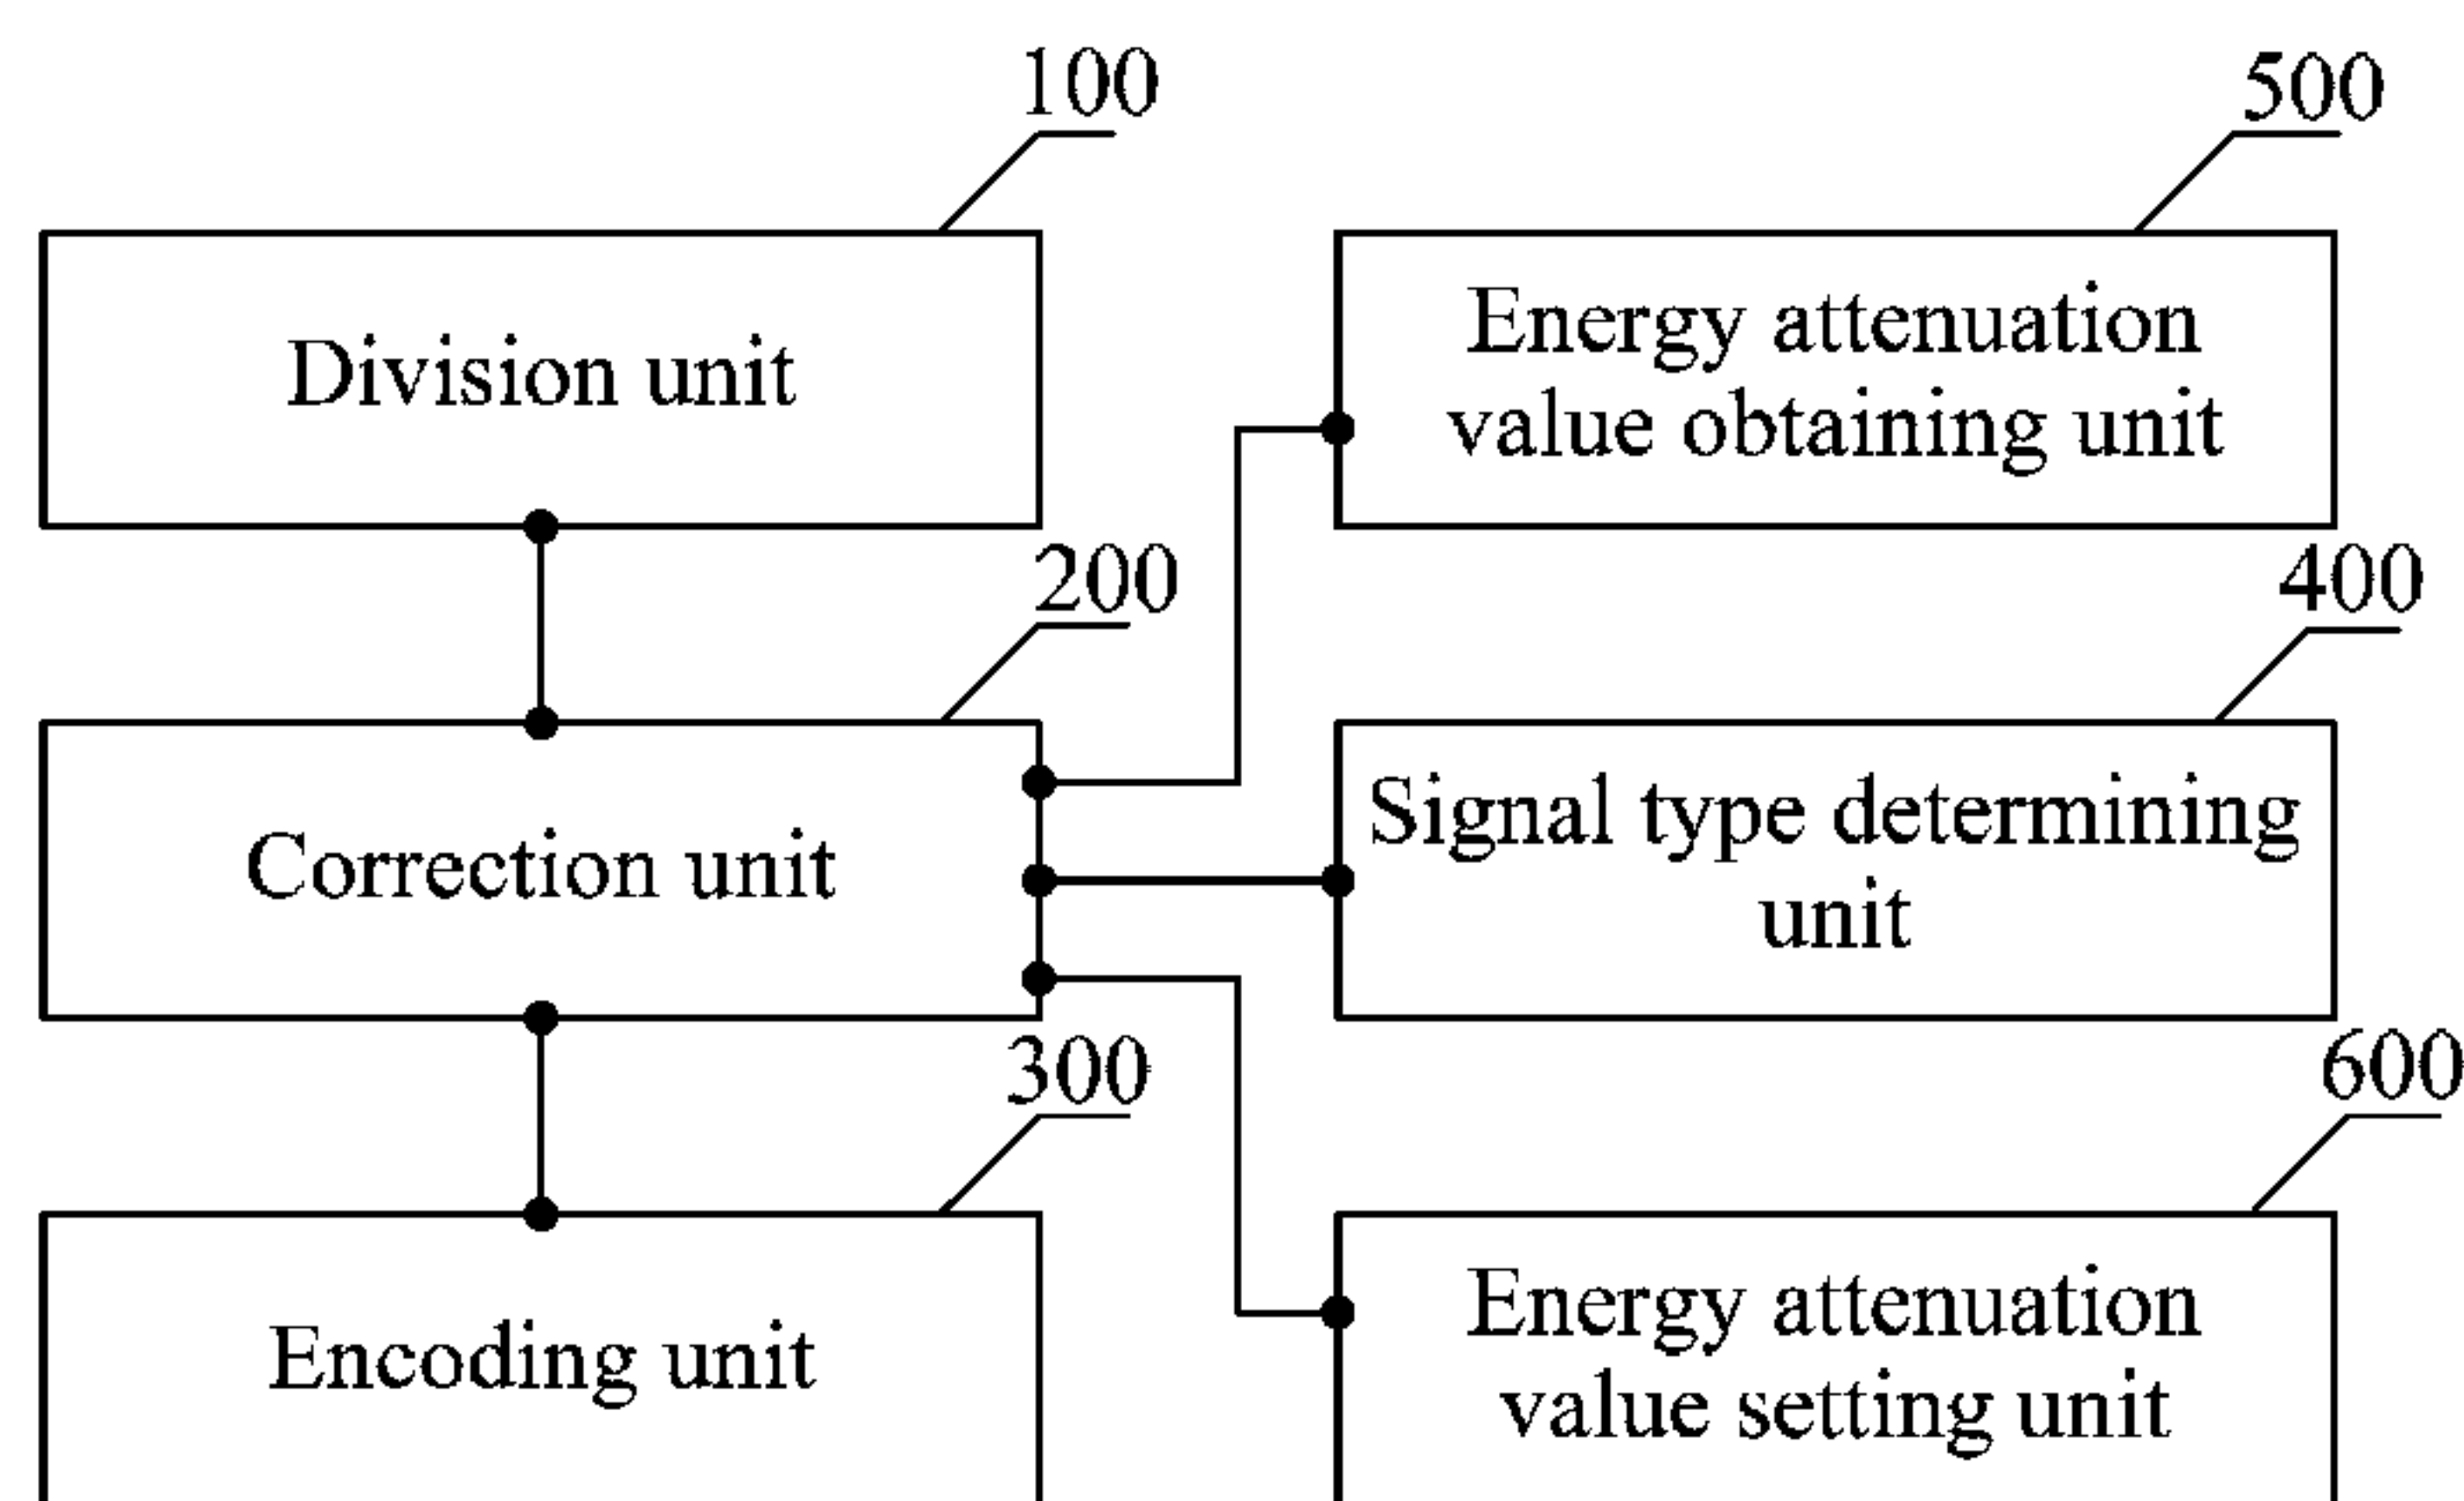 100
500
Division unit
Energy attenuation
value obtaining unit
200
400
Correction unit
Signal type determining
unit
300
600
Encoding unit
Energy attenuation
value setting unit